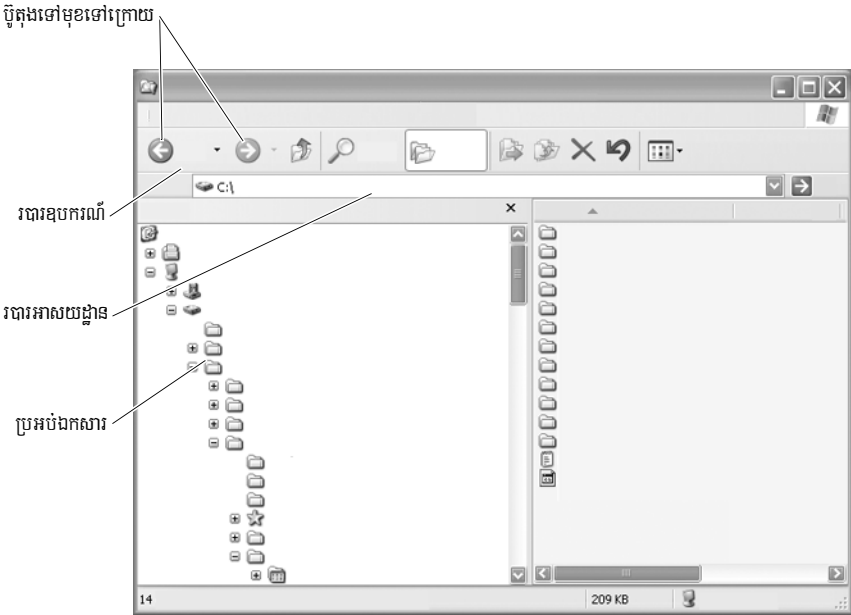 ប៊ូតុងទៅមុខទៅក្រោយ
C:\
របារឧបករណ៍
របារអាសយដ្ឋាន
ប្រអប់ឯកសារ
14
209 KB